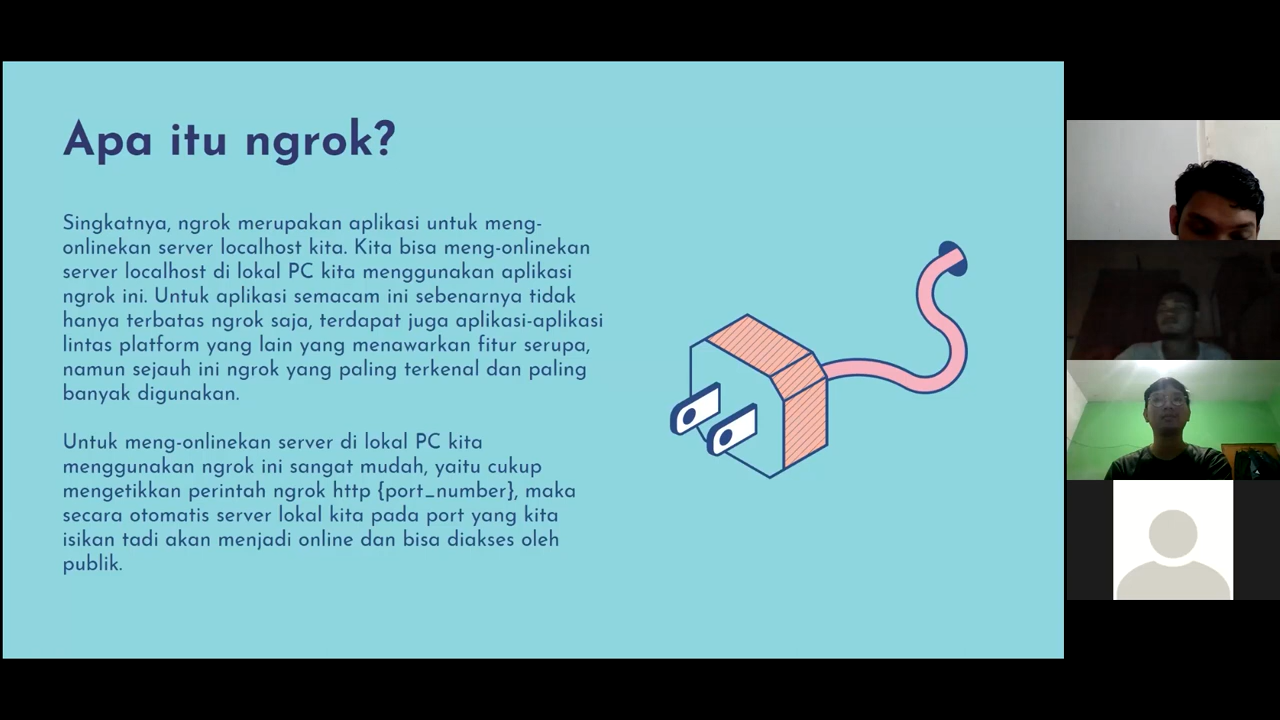 Apa itu ngrok?
Singkatnya, ngrok merupakan aplikasi untuk meng-
onlinekan server localhost kita. Kita bisa meng-onlinekan
server localhost di lokal PC kita menggunakan aplikasi
ngrok ini. Untuk aplikasi semacam ini sebenarnya tidak
hanya terbatas ngrok saja, terdapat juga aplikasi-aplikasi
lintas platform yang lain yang menawarkan fitur serupa,
namun sejauh ini ngrok yang paling terkenal dan paling
banyak digunakan.
Untuk meng-onlinekan server di lokal PC kita
menggunakan ngrok ini sangat mudah, yaitu cukup
mengetikkan perintah ngrok http {port_number}, maka
secara otomatis server lokal kita pada port yang kita
isikan tadi akan menjadi online dan bisa diakses oleh
publik.